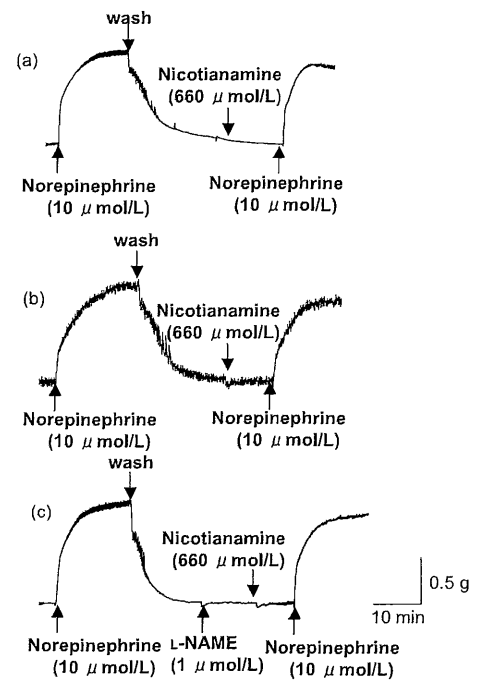 wash
(a)
Nicotianamine
(660 μmol/L)
Norepinephrine
(10 μmol/L)
Norepinephrine
(10 μmol/L)
wash
(b)
Nicotianamine
(660 μmol/L)
Norepinephrine
(10 μmol/L)
Norepinephrine
(10 μmol/L)
wash
(c)
Nicotianamine
(660 μmol/L)
0.5 g
10 min
Norepinephrine
(10 μmol/L)
L-NAME
(1 μmol/L)
Norepinephrine
(10 μmol/L)